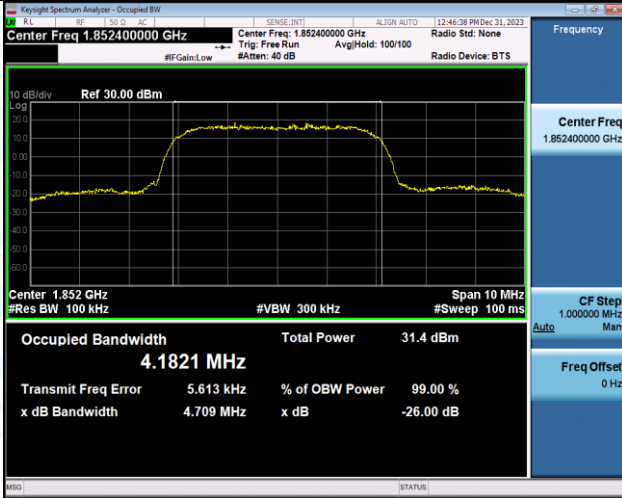 Keysight Spectrum Analyzer - Occupied BW
RL RF 50 Ω AC SENSE:INT ALIGN AUTO 12:46:38 PM Dec 31, 2023
Center Freq 1.852400000 GHz
Center Freq: 1.852400000 GHz
Radio Std: None
Trig: Free Run Avg|Hold: 100/100
#IFGain:Low
#Atten: 40 dB
Radio Device: BTS
10 dB/div Ref 30.00 dBm
Log
20.0
10.0
0.00
-10.0
-20.0
-30.0
-40.0
-50.0
-60.0
Center 1.852 GHz Span 10 MHz
#Res BW 100 kHz #VBW 300 kHz #Sweep 100 ms
Occupied Bandwidth Total Power 31.4 dBm
4.1821 MHz
Transmit Freq Error 5.613 kHz % of OBW Power 99.00 %
x dB Bandwidth 4.709 MHz x dB -26.00 dB
MSG STATUS
Frequency
Center Freq
1.852400000 GHz
CF Step
1.000000 MHz
Auto Man
Freq Offset
0 Hz